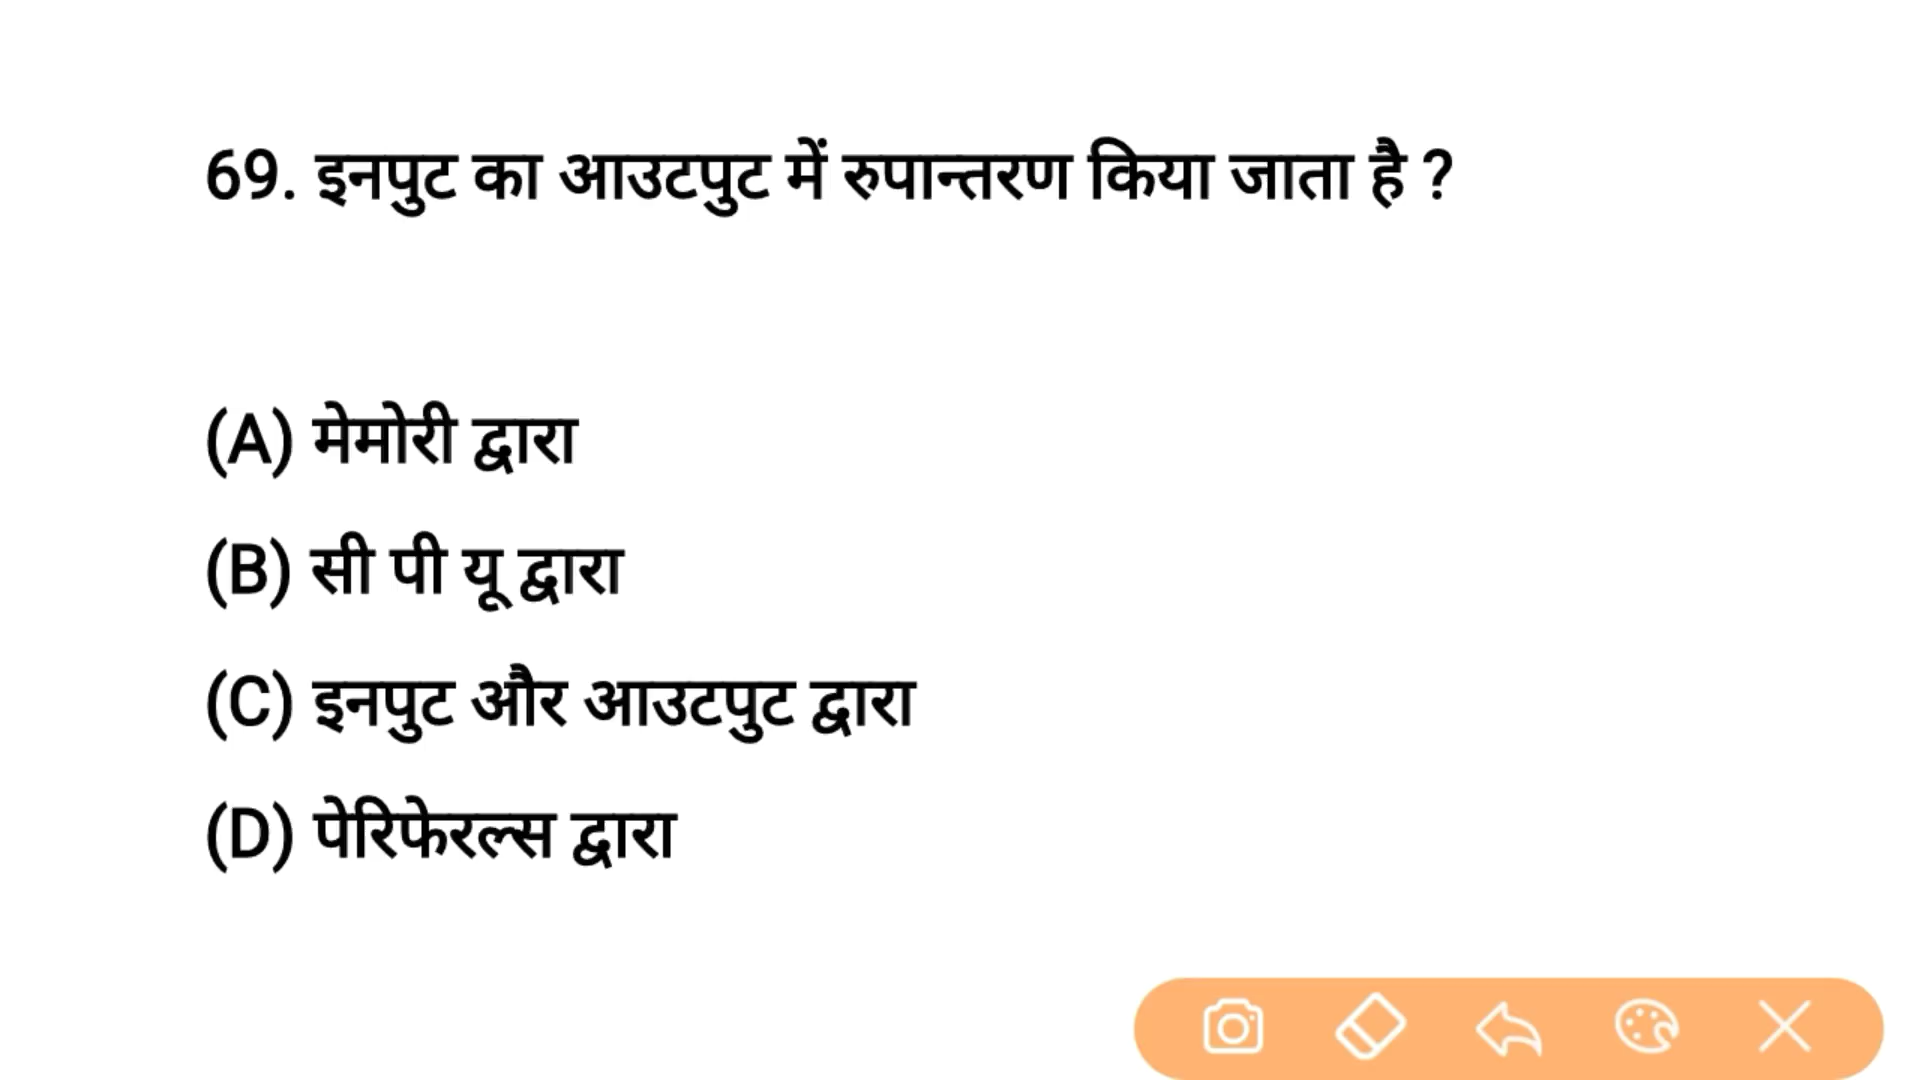 69. इनपुट का आउटपुट में रुपान्तरण किया जाता है ?
(A) मेमोरी द्वारा
(B) सी पी यू द्वारा
(C) इनपुट और आउटपुट द्वारा
(D) पेरिफेरल्स द्वारा